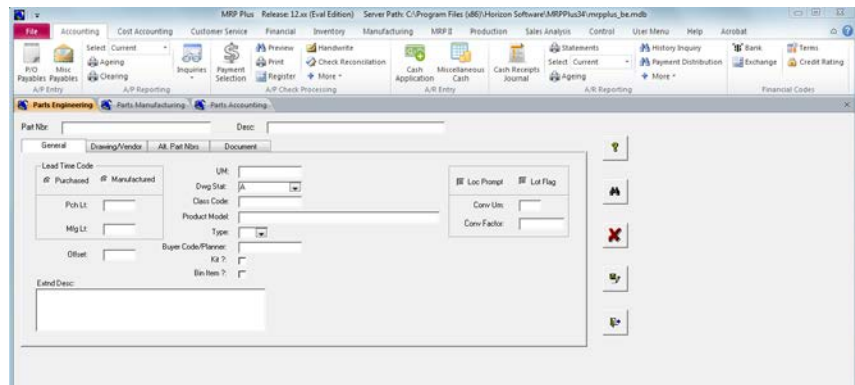 MRP Plus Release: 12.xx (Eval Edition) Server Path: C:\Program Files (x86)\Horizon Software\MRPPlus34\mrpplus_be.mdb
File Accounting Cost Accounting Customer Service Financial Inventory Manufacturing MRP II Production Sales Analysis Control User Menu Help Acrobat
P/O Payables
Misc Payables
Select Current
Ageing
Clearing
Inquiries
Payment Selection
Preview
Print
Register
Handwrite
Check Reconciliation
More
Cash Application
Miscellaneous Cash
Cash Receipts Journal
Statements
Select Current
Ageing
History Inquiry
Payment Distribution
More
Bank
Exchange
Terms
Credit Rating
A/P Entry A/P Reporting A/P Check Processing A/R Entry A/R Reporting Financial Codes
Parts Engineering Parts Manufacturing Parts Accounting
Part Nbr: Desc:
General Drawing/Vendor Alt. Part Nbrs Document
Lead Time Code
Purchased Manufactured
Pch Lt:
Mfg Lt:
Offset:
UM:
Dwg Stat: A
Class Code:
Product Model:
Type:
Buyer Code/Planner:
Kit ?:
Bin Item ?:
Loc Prompt Lot Flag
Conv Um:
Conv Factor:
Extnd Desc: